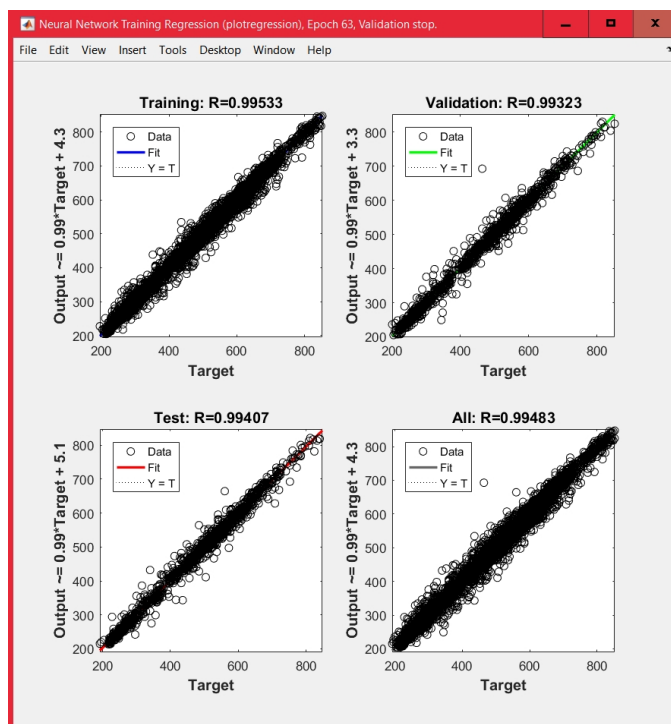 Neural Network Training Regression (plotregression), Epoch 63, Validation stop.
File Edit View Insert Tools Desktop Window Help
Training: R=0.99533
Output ~= 0.99*Target + 4.3
Data
Fit
Y = T
800
700
600
500
400
300
200
200 400 600 800
Target
Validation: R=0.99323
Output ~= 0.99*Target + 3.3
Data
Fit
Y = T
800
700
600
500
400
300
200
200 400 600 800
Target
Test: R=0.99407
Output ~= 0.99*Target + 5.1
Data
Fit
Y = T
800
700
600
500
400
300
200
200 400 600 800
Target
All: R=0.99483
Output ~= 0.99*Target + 4.3
Data
Fit
Y = T
800
700
600
500
400
300
200
200 400 600 800
Target